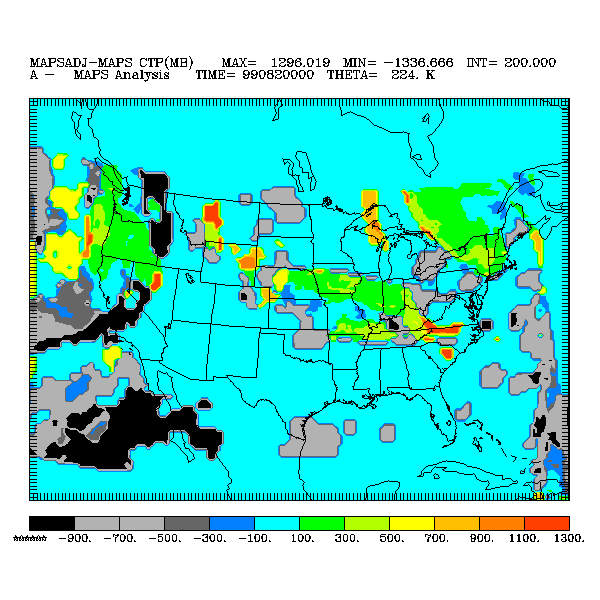 MAPSADJ-MAPS CTP(MB) MAX= 1296.019 MIN= -1336.666 INT= 200.000
A - MAPS Analysis TIME= 990820000 THETA= 224. K
****** -900. -700. -500. -300. -100. 100. 300. 500. 700. 900. 1100. 1300.